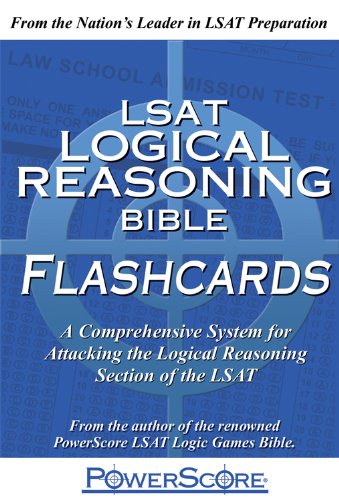 From the Nation's Leader in LSAT Preparation
LAW SCHOOL ADMISSION TEST
MONTH
DAY
LSAT
LOGICAL
REASONING
BIBLE
FLASHCARDS
A Comprehensive System for
Attacking the Logical Reasoning
Section of the LSAT
From the author of the renowned
PowerScore LSAT Logic Games Bible.
POWERSCORE®